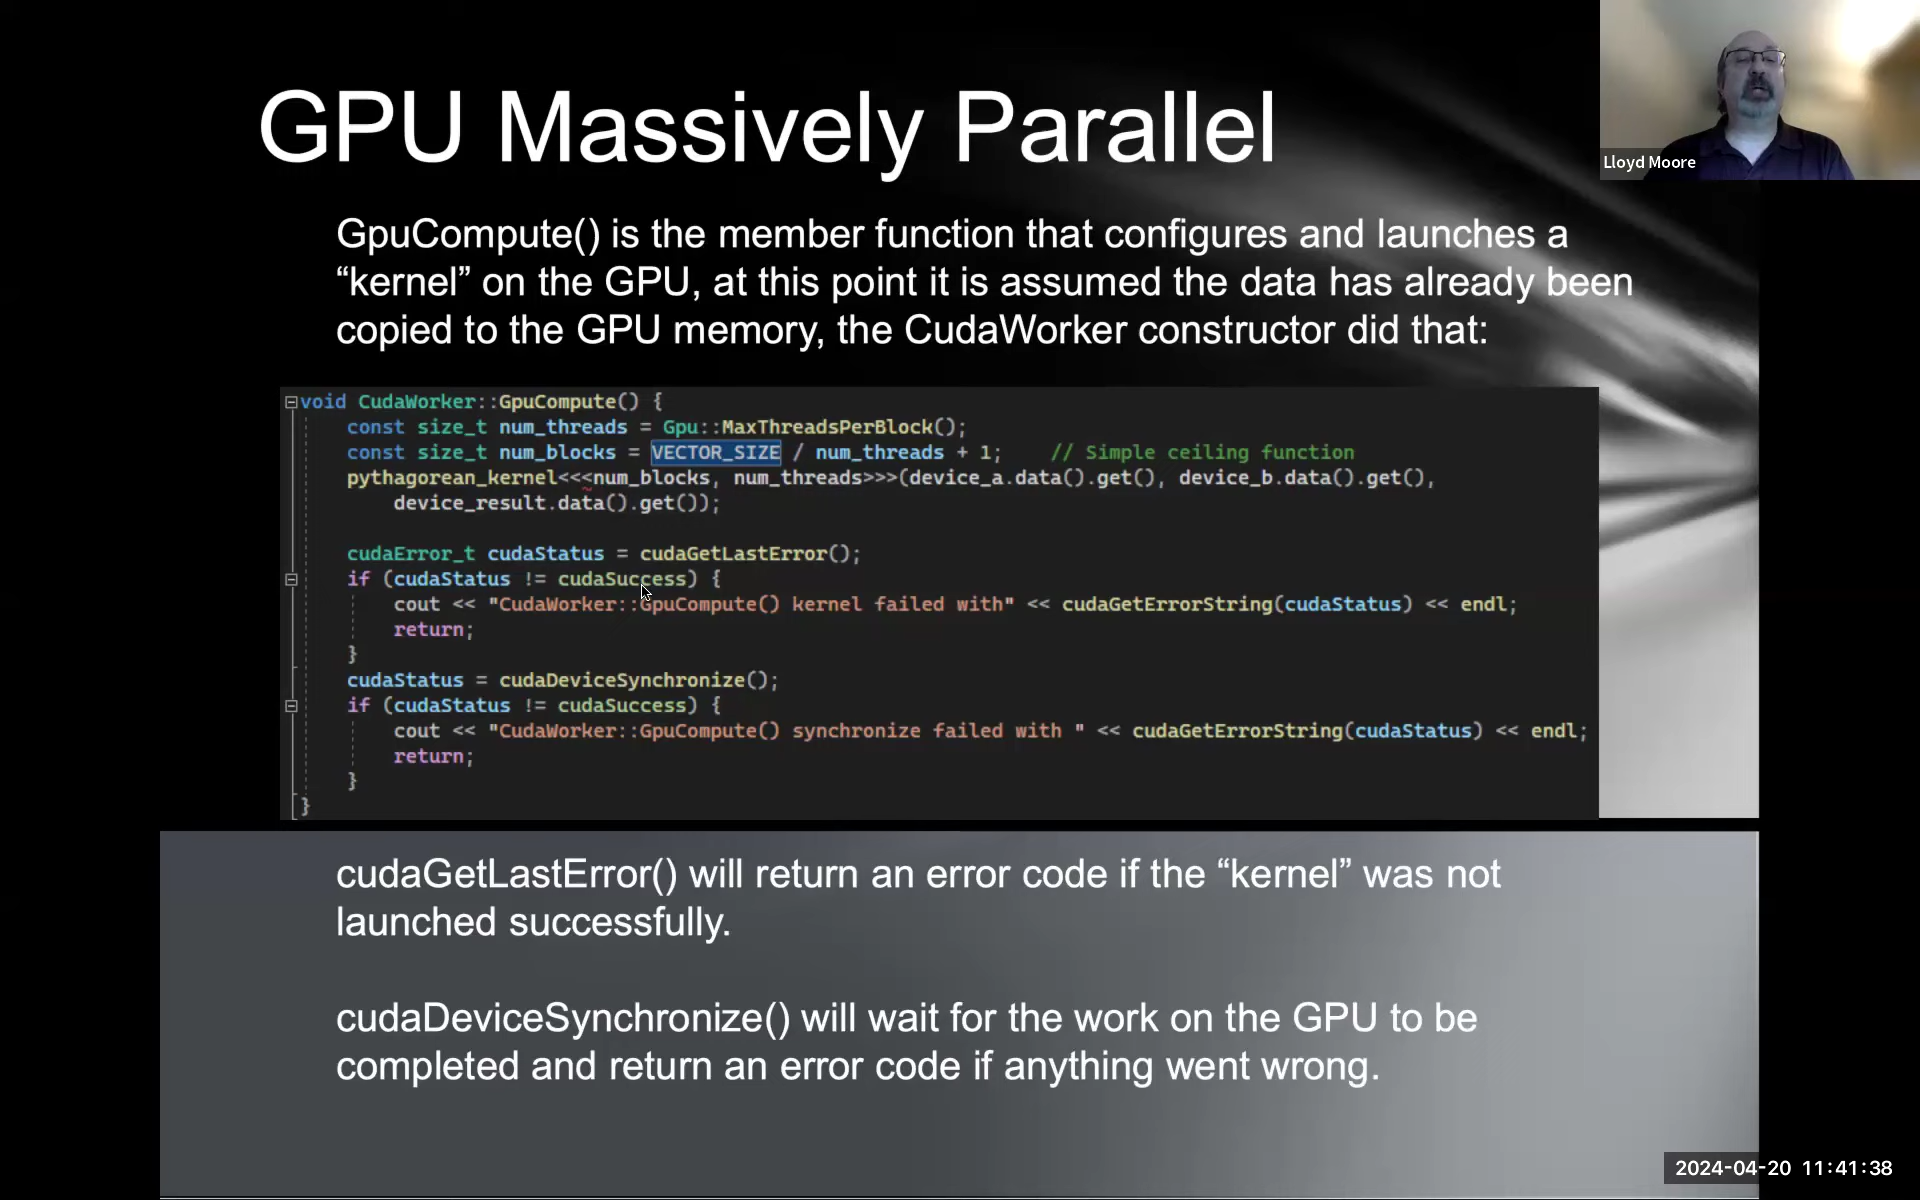 GPU Massively Parallel
Lloyd Moore
GpuCompute() is the member function that configures and launches a
“kernel” on the GPU, at this point it is assumed the data has already been
copied to the GPU memory, the CudaWorker constructor did that:
void CudaWorker::GpuCompute() {
    const size_t num_threads = Gpu::MaxThreadsPerBlock();
    const size_t num_blocks = VECTOR_SIZE / num_threads + 1;    // Simple ceiling function
    pythagorean_kernel<<<num_blocks, num_threads>>>(device_a.data().get(), device_b.data().get(),
        device_result.data().get());
    cudaError_t cudaStatus = cudaGetLastError();
    if (cudaStatus != cudaSuccess) {
        cout << "CudaWorker::GpuCompute() kernel failed with" << cudaGetErrorString(cudaStatus) << endl;
        return;
    }
    cudaStatus = cudaDeviceSynchronize();
    if (cudaStatus != cudaSuccess) {
        cout << "CudaWorker::GpuCompute() synchronize failed with " << cudaGetErrorString(cudaStatus) << endl;
        return;
    }
}
cudaGetLastError() will return an error code if the “kernel” was not
launched successfully.
cudaDeviceSynchronize() will wait for the work on the GPU to be
completed and return an error code if anything went wrong.
2024-04-20 11:41:38